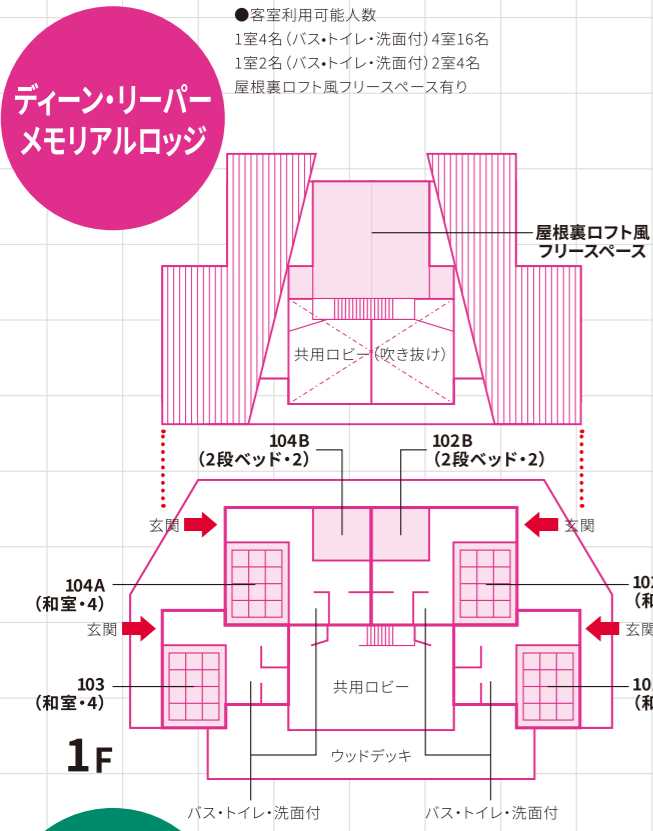 ●客室利用可能人数
1室4名(バス・トイレ・洗面付)4室16名
1室2名(バス・トイレ・洗面付)2室4名
屋根裏ロフト風フリースペース有り
ディーン・リーパー
メモリアルロッジ
屋根裏ロフト風
フリースペース
共用ロビー(吹き抜け)
104B
(2段ベッド・2)
102B
(2段ベッド・2)
玄関
玄関
104A
(和室・4)
玄関
玄関
103
(和室・4)
共用ロビー
1F
ウッドデッキ
バス・トイレ・洗面付
バス・トイレ・洗面付